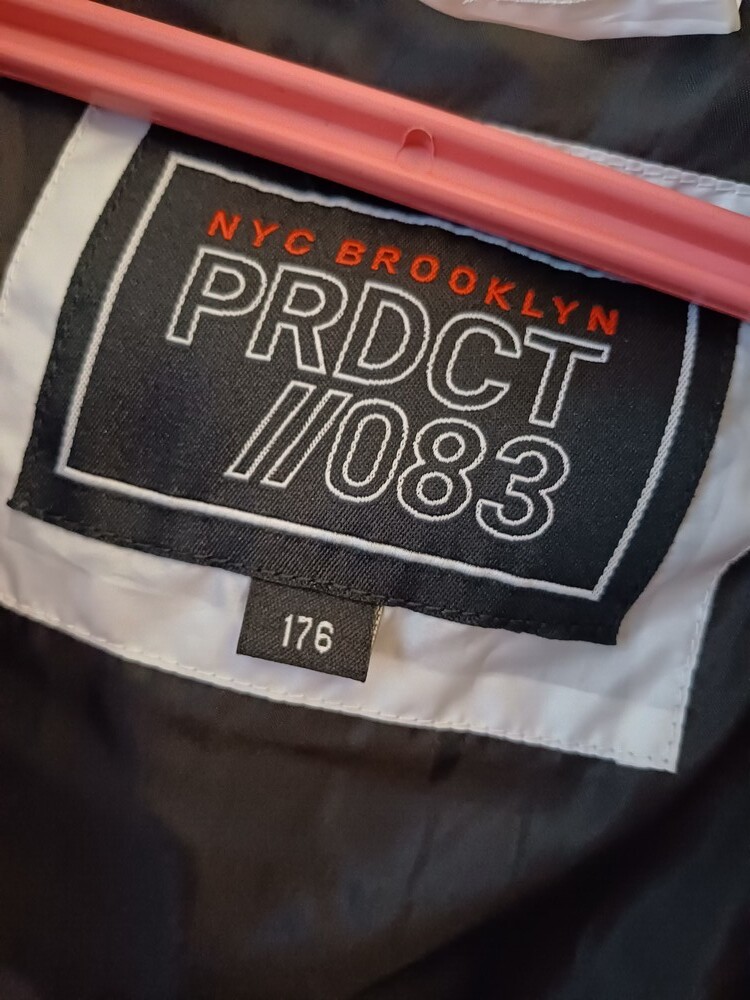 NYC BROOKLYN
PRDCT
//083
176